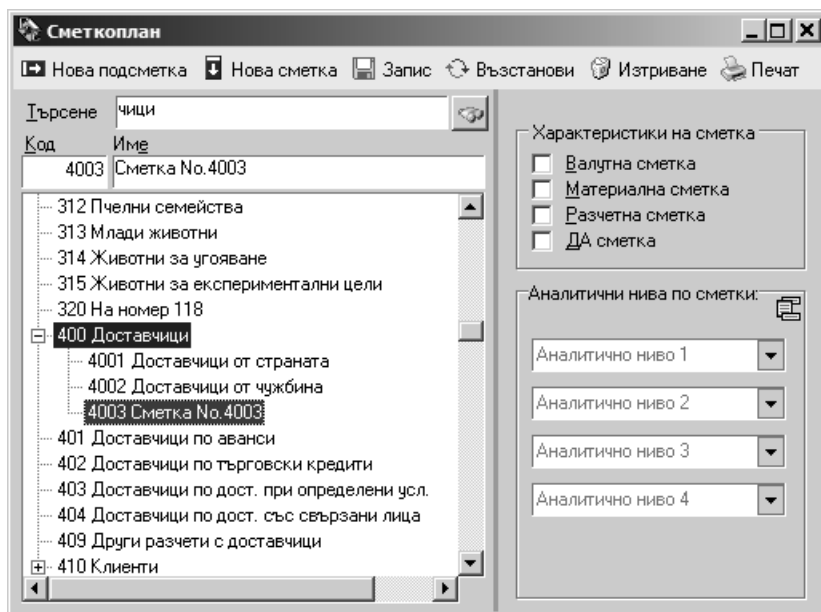 Сметкоплан
Нова подсметка Нова сметка Запис Възстанови Изтриване Печат
Търсене чици
Код Име
4003 Сметка No.4003
312 Пчелни семейства
313 Млади животни
314 Животни за угояване
315 Животни за експериментални цели
320 На номер 118
400 Доставчици
4001 Доставчици от страната
4002 Доставчици от чужбина
4003 Сметка No.4003
401 Доставчици по аванси
402 Доставчици по търговски кредити
403 Доставчици по дост. при определени усл.
404 Доставчици по дост. със свързани лица
409 Други разчети с доставчици
410 Клиенти
Характеристики на сметка
Валутна сметка
Материална сметка
Разчетна сметка
ДА сметка
Аналитични нива по сметки:
Аналитично ниво 1
Аналитично ниво 2
Аналитично ниво 3
Аналитично ниво 4